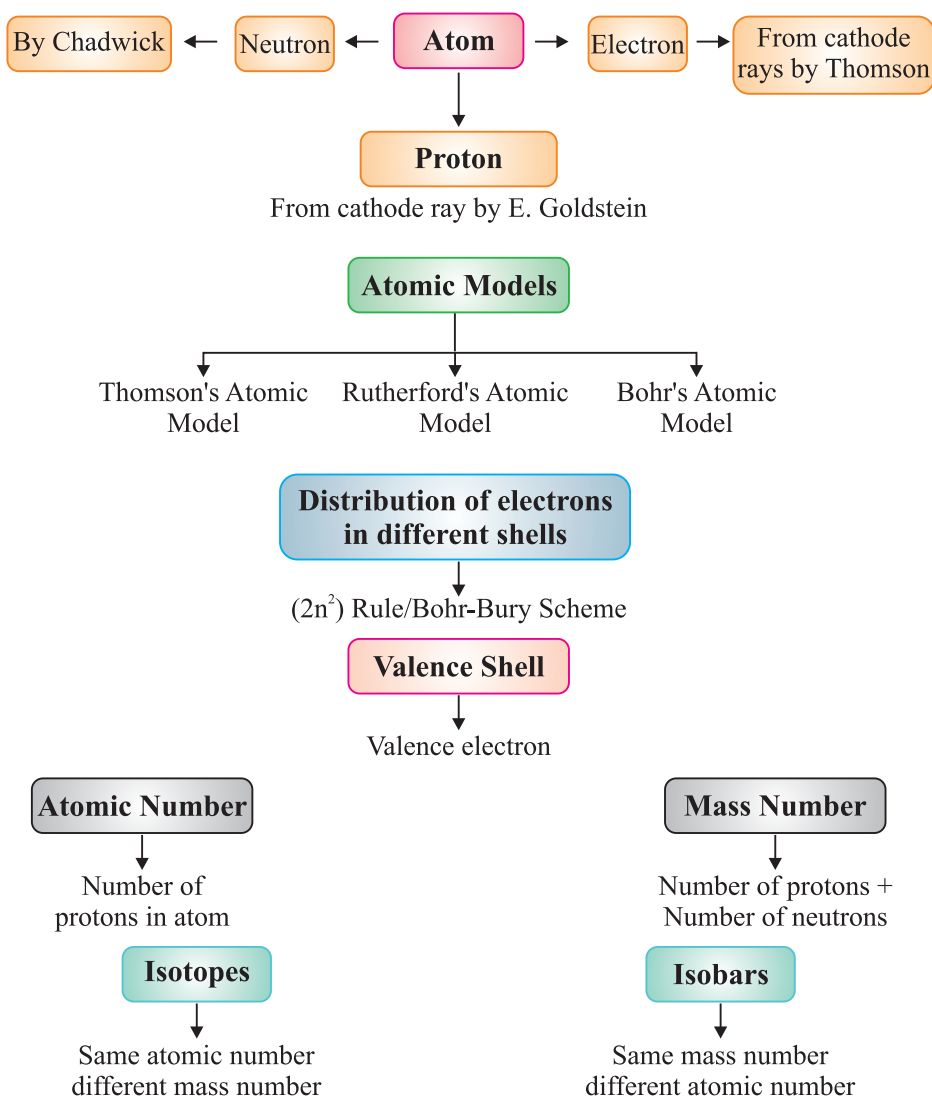 By Chadwick
Neutron
Atom
Electron
From cathode
rays by Thomson
Proton
From cathode ray by E. Goldstein
Atomic Models
Thomson's Atomic
Model
Rutherford's Atomic
Model
Bohr's Atomic
Model
Distribution of electrons
in different shells
(2n²) Rule/Bohr-Bury Scheme
Valence Shell
Valence electron
Atomic Number
Number of
protons in atom
Mass Number
Number of protons +
Number of neutrons
Isotopes
Same atomic number
different mass number
Isobars
Same mass number
different atomic number